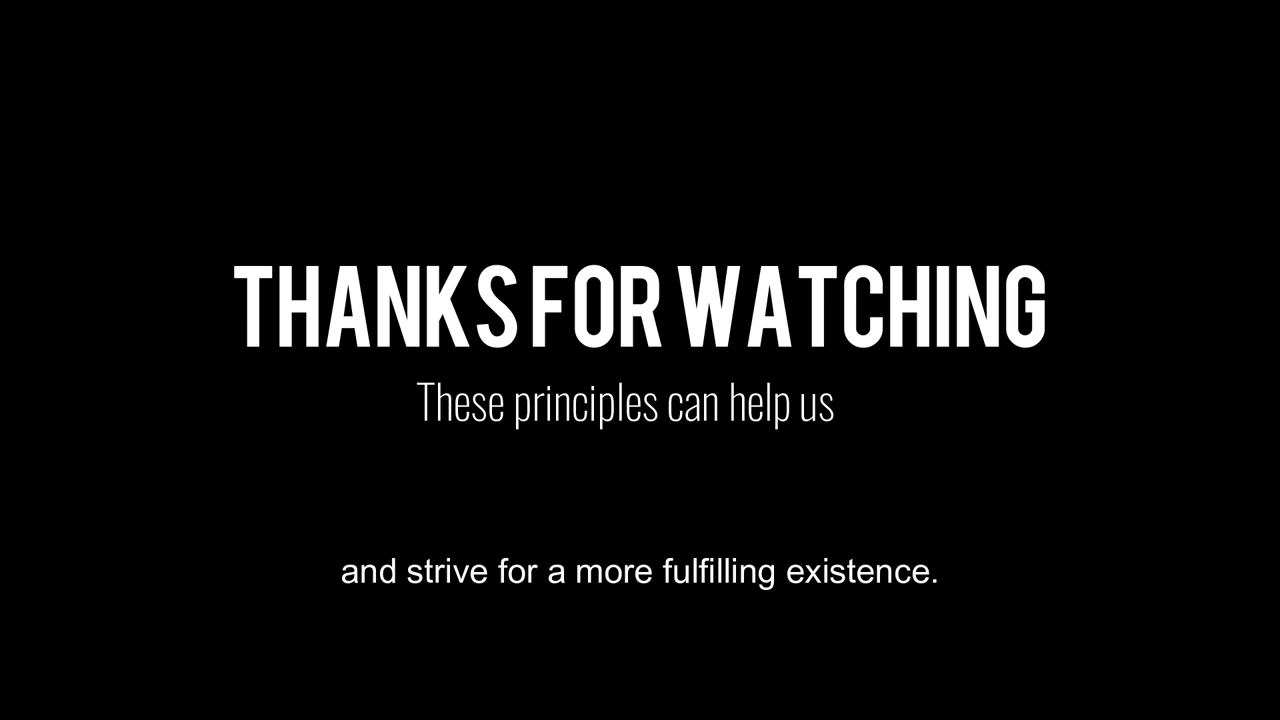 THANKS FOR WATCHING
These principles can help us
and strive for a more fulfilling existence.